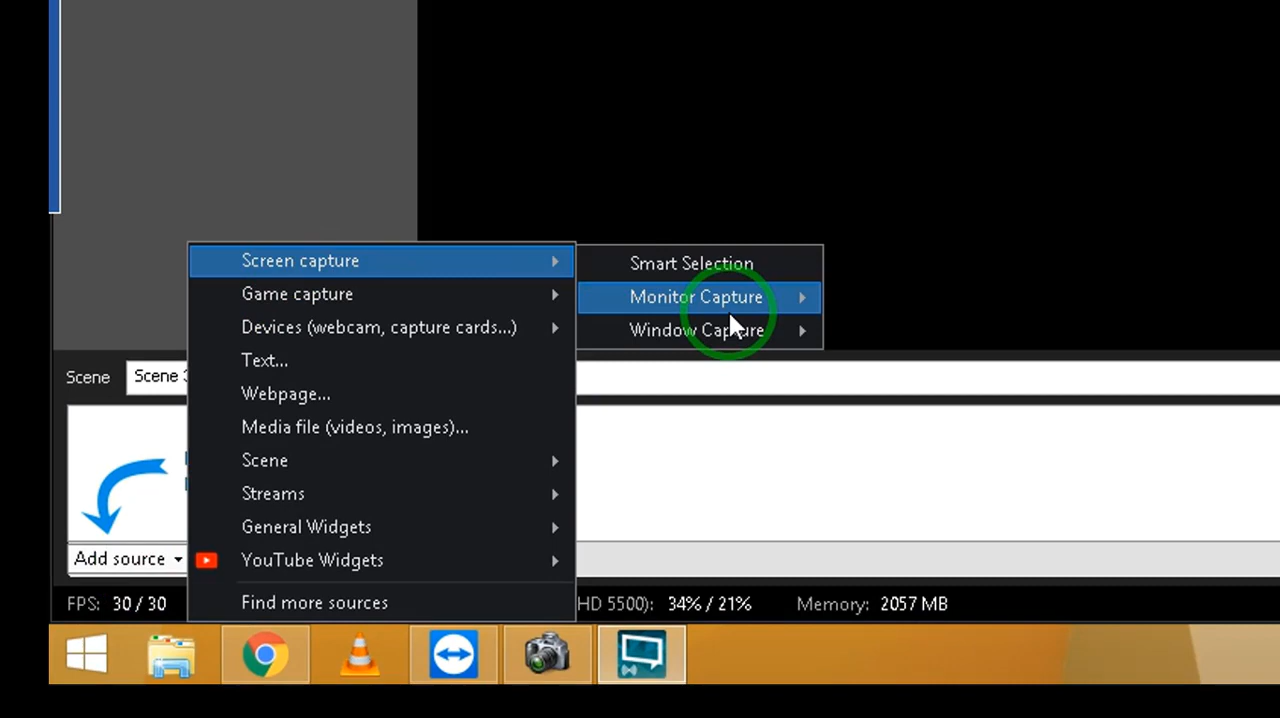 Screen capture
Smart Selection
Game capture
Monitor Capture
Devices (webcam, capture cards...)
Window Capture
Text...
Scene
Scene 3
Webpage...
Media file (videos, images)...
Scene
Streams
General Widgets
Add source
YouTube Widgets
Find more sources
FPS: 30 / 30
HD 5500): 34% / 21%
Memory: 2057 MB